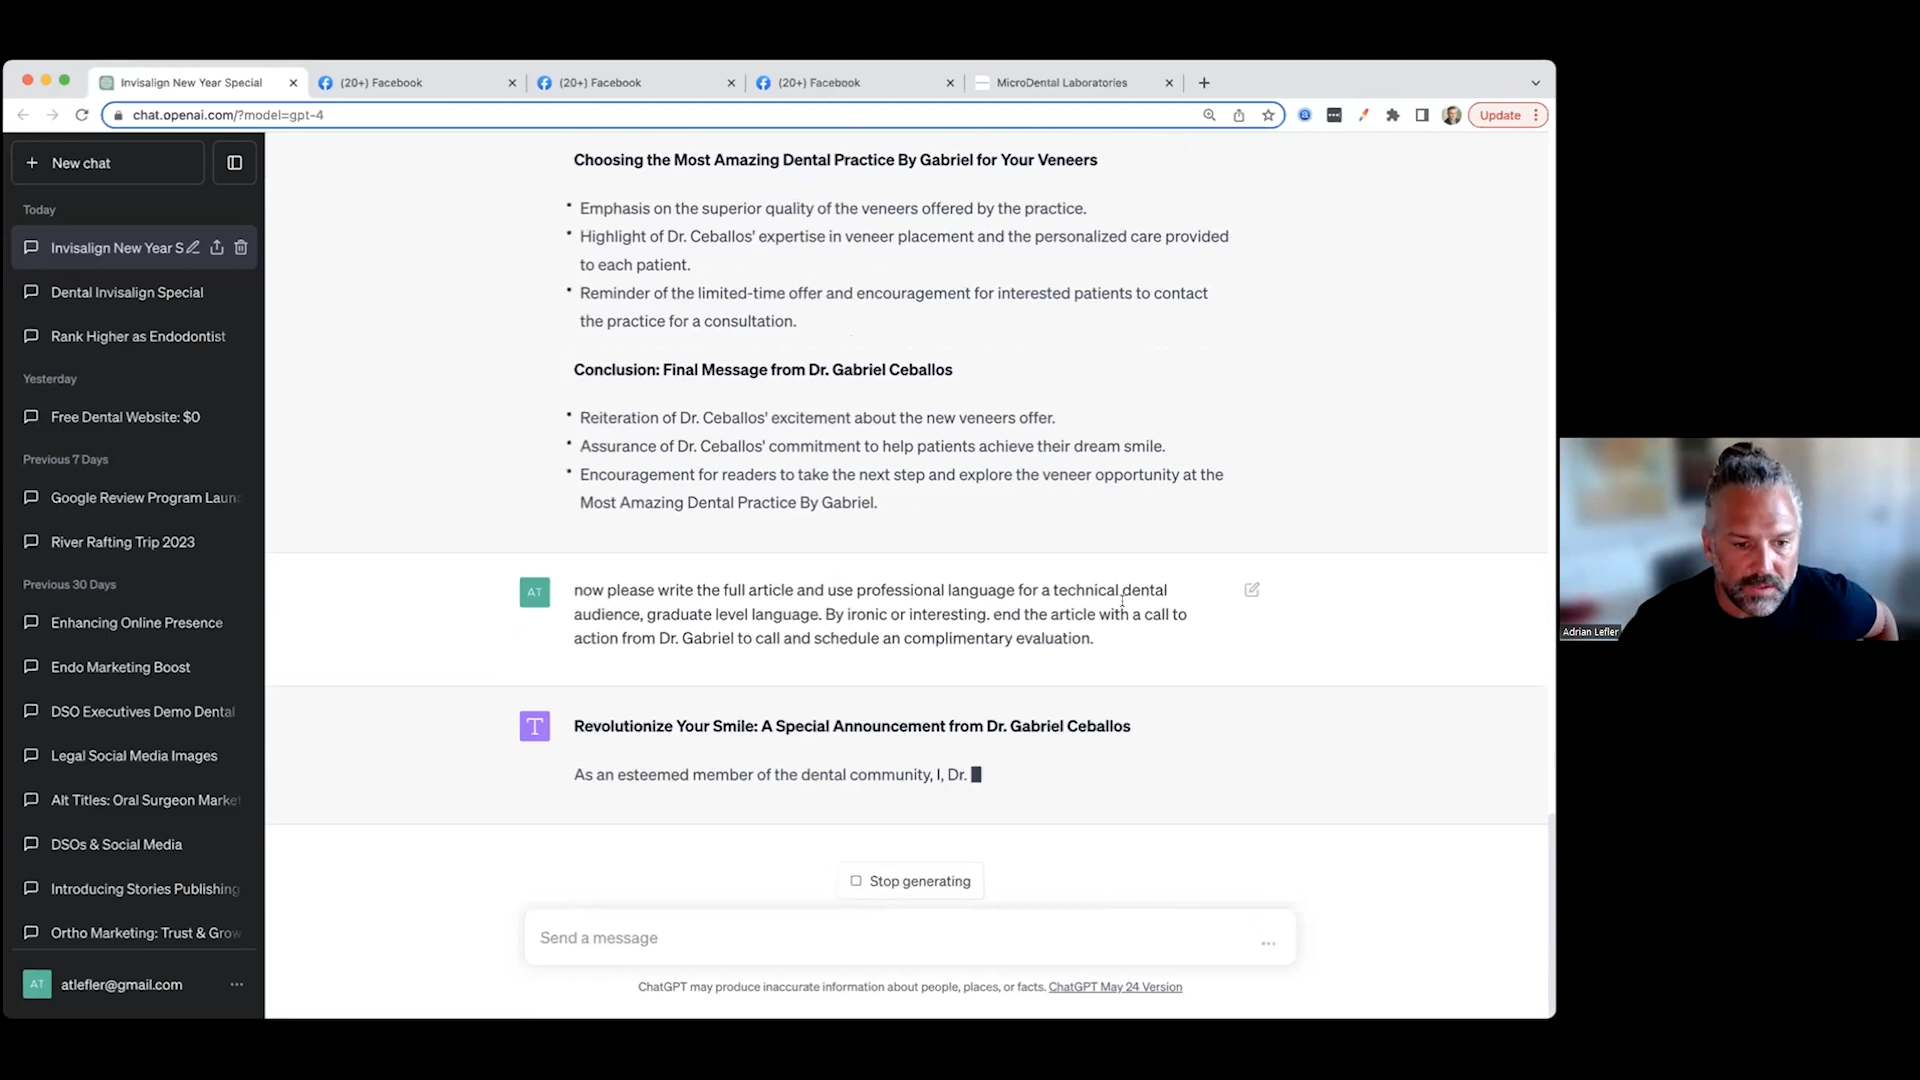 Invisalign New Year Special
(20+) Facebook
(20+) Facebook
(20+) Facebook
MicroDental Laboratories
chat.openai.com/?model=gpt-4
Update
New chat
Today
Invisalign New Year S
Dental Invisalign Special
Rank Higher as Endodontist
Yesterday
Free Dental Website: $0
Previous 7 Days
Google Review Program Laun
River Rafting Trip 2023
Previous 30 Days
Enhancing Online Presence
Endo Marketing Boost
DSO Executives Demo Dental
Legal Social Media Images
Alt Titles: Oral Surgeon Market
DSOs & Social Media
Introducing Stories Publishing
Ortho Marketing: Trust & Grow
AT
atlefler@gmail.com
Choosing the Most Amazing Dental Practice By Gabriel for Your Veneers
• Emphasis on the superior quality of the veneers offered by the practice.
• Highlight of Dr. Ceballos' expertise in veneer placement and the personalized care provided
to each patient.
• Reminder of the limited-time offer and encouragement for interested patients to contact
the practice for a consultation.
Conclusion: Final Message from Dr. Gabriel Ceballos
• Reiteration of Dr. Ceballos' excitement about the new veneers offer.
• Assurance of Dr. Ceballos' commitment to help patients achieve their dream smile.
• Encouragement for readers to take the next step and explore the veneer opportunity at the
Most Amazing Dental Practice By Gabriel.
AT
now please write the full article and use professional language for a technical dental
audience, graduate level language. By ironic or interesting. end the article with a call to
action from Dr. Gabriel to call and schedule an complimentary evaluation.
T
Revolutionize Your Smile: A Special Announcement from Dr. Gabriel Ceballos
As an esteemed member of the dental community, I, Dr.
Stop generating
Send a message
ChatGPT may produce inaccurate information about people, places, or facts. ChatGPT May 24 Version
Adrian Lefler